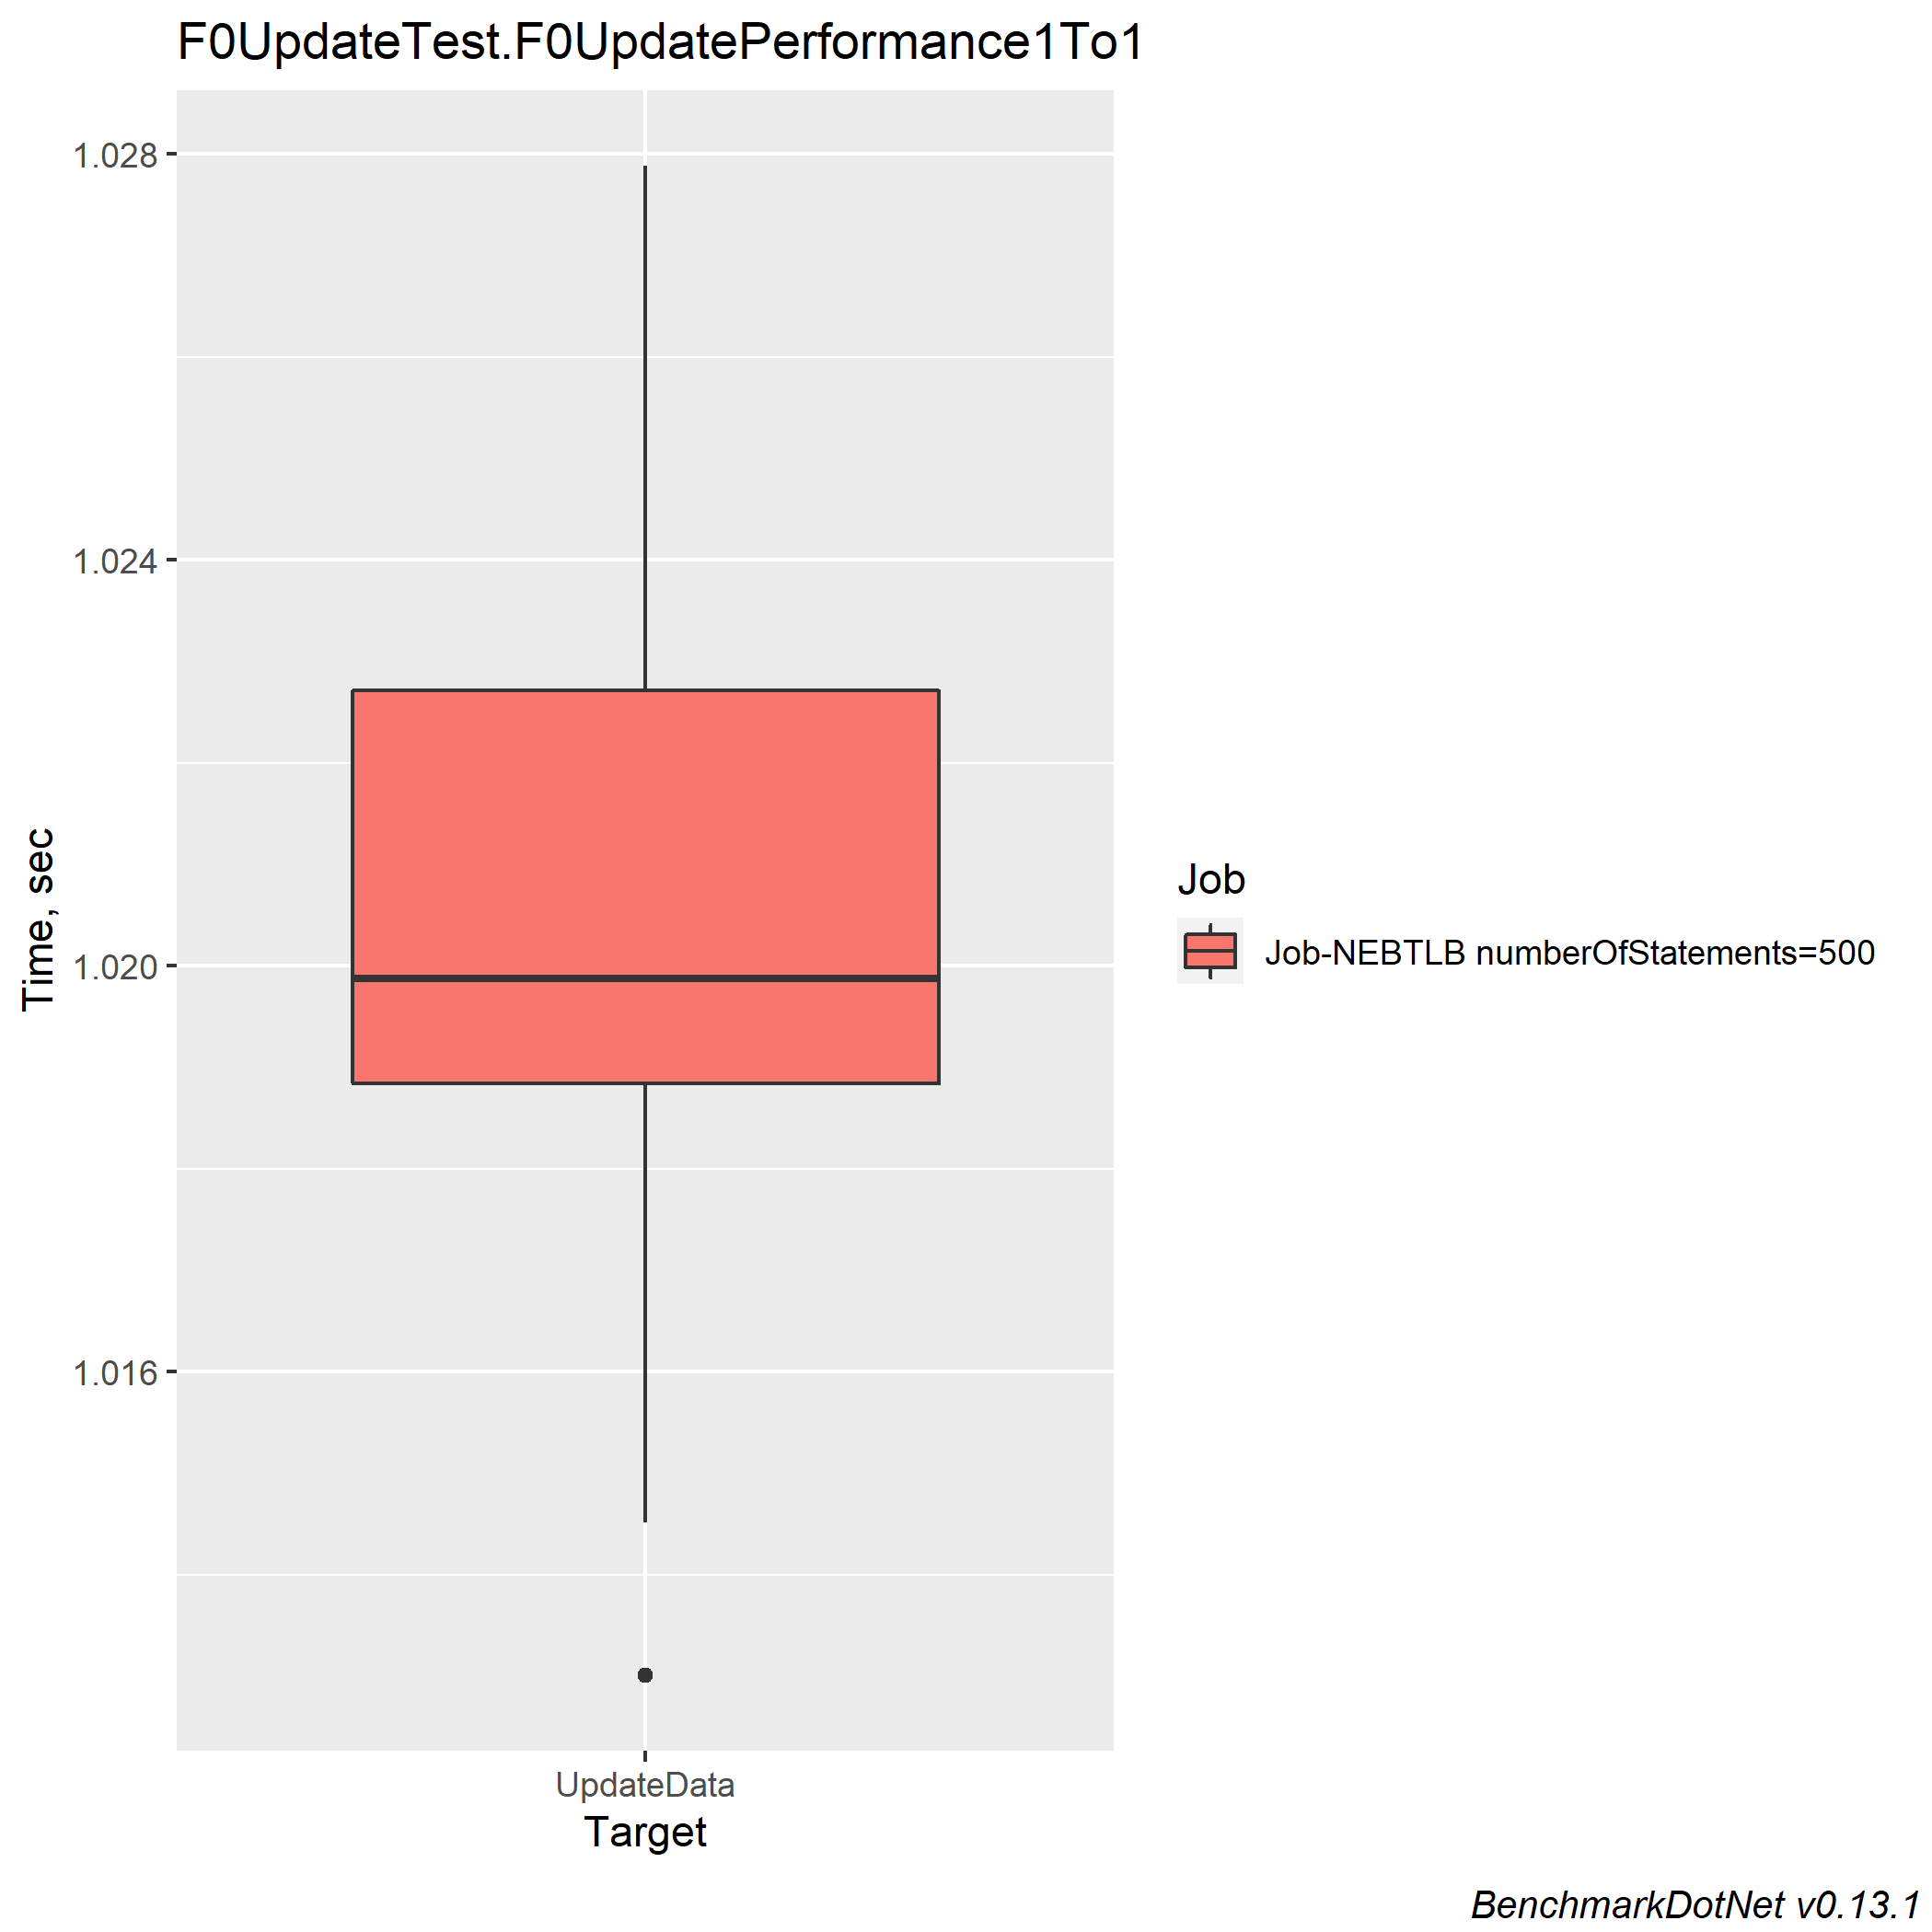 F0UpdateTest.F0UpdatePerformance1To1
1.028
1.024
1.020
1.016
Time, sec
UpdateData
Target
Job
Job-NEBTLB numberOfStatements=500
BenchmarkDotNet v0.13.1